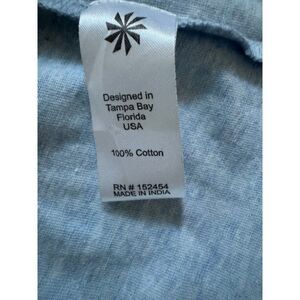 Designed in
Tampa Bay
Florida
USA
100% Cotton
RN # 152454
MADE IN INDIA